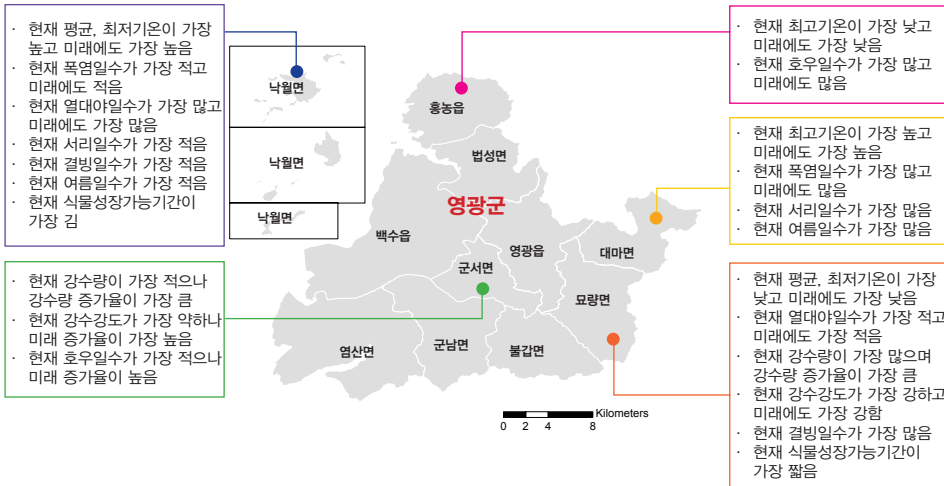 · 현재 평균, 최저기온이 가장
높고 미래에도 가장 높음
· 현재 폭염일수가 가장 적고
미래에도 적음
· 현재 열대야일수가 가장 많고
미래에도 가장 많음
· 현재 서리일수가 가장 적음
· 현재 결빙일수가 가장 적음
· 현재 여름일수가 가장 적음
· 현재 식물성장가능기간이
가장 김
· 현재 강수량이 가장 적으나
강수량 증가율이 가장 큼
· 현재 강수강도가 가장 약하나
미래 증가율이 가장 높음
· 현재 호우일수가 가장 적으나
미래 증가율이 높음
낙월면
낙월면
낙월면
홍농읍
법성면
영광군
백수읍
영광읍
대마면
군서면
묘량면
염산면
군남면
불갑면
Kilometers
0 2 4 8
· 현재 최고기온이 가장 낮고
미래에도 가장 낮음
· 현재 호우일수가 가장 많고
미래에도 많음
· 현재 최고기온이 가장 높고
미래에도 높음
· 현재 폭염일수가 가장 많고
미래에도 많음
· 현재 서리일수가 가장 많음
· 현재 여름일수가 가장 많음
· 현재 평균, 최저기온이 가장
낮고 미래에도 가장 낮음
· 현재 열대야일수가 가장 적고
미래에도 가장 적음
· 현재 강수량이 가장 많으며
강수량 증가율이 가장 큼
· 현재 강수강도가 가장 강하고
미래에도 가장 강함
· 현재 결빙일수가 가장 많음
· 현재 식물성장가능기간이
가장 짧음